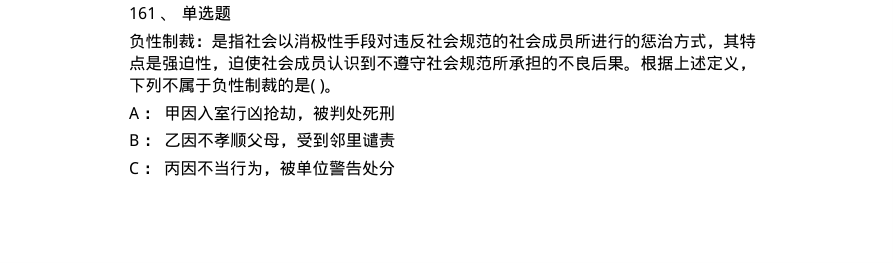 161 、 单选题
负性制裁：是指社会以消极性手段对违反社会规范的社会成员所进行的惩治方式，其特
点是强迫性，迫使社会成员认识到不遵守社会规范所承担的不良后果。根据上述定义，
下列不属于负性制裁的是( )。
A ： 甲因入室行凶抢劫，被判处死刑
B ： 乙因不孝顺父母，受到邻里谴责
C ： 丙因不当行为，被单位警告处分